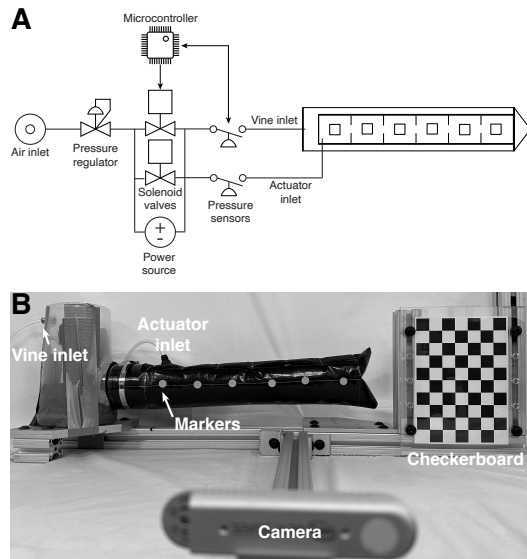 A
Microcontroller
Vine inlet
Air inlet
Pressure
regulator
Solenoid
valves
Pressure
sensors
Actuator
inlet
+
-
Power
source
B
Actuator
inlet
Vine inlet
Markers
Checkerboard
Camera